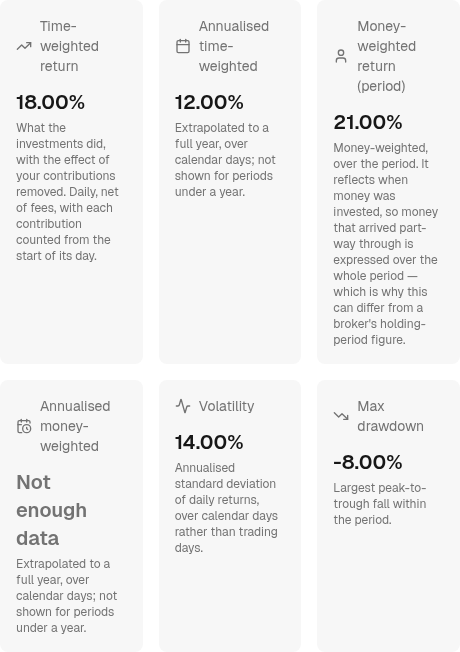 Time-
weighted
return
18.00%
What the
investments did,
with the effect of
your contributions
removed. Daily, net
of fees, with each
contribution
counted from the
start of its day.
Annualised
time-
weighted
12.00%
Extrapolated to a
full year, over
calendar days; not
shown for periods
under a year.
Money-
weighted
return
(period)
21.00%
Money-weighted,
over the period. It
reflects when
money was
invested, so money
that arrived part-
way through is
expressed over the
whole period —
which is why this
can differ from a
broker's holding-
period figure.
Annualised
money-
weighted
Not
enough
data
Extrapolated to a
full year, over
calendar days; not
shown for periods
under a year.
Volatility
14.00%
Annualised
standard deviation
of daily returns,
over calendar days
rather than trading
days.
Max
drawdown
-8.00%
Largest peak-to-
trough fall within
the period.